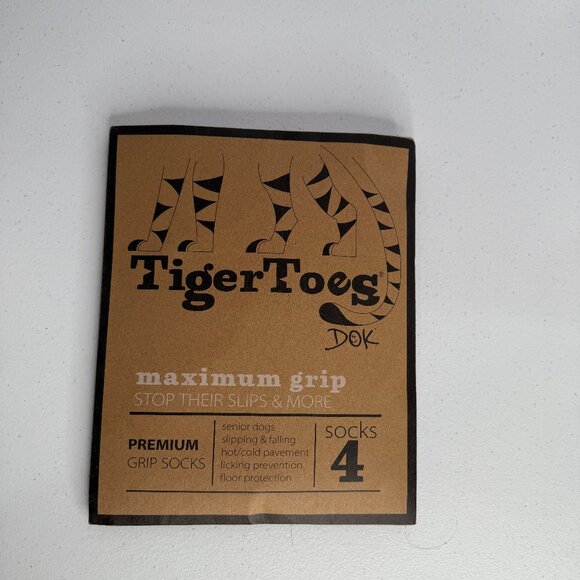 TigerToes®
DOK
maximum grip
STOP THEIR SLIPS & MORE
PREMIUM
GRIP SOCKS
senior dogs
slipping & falling
hot/cold pavement
licking prevention
floor protection
socks
4